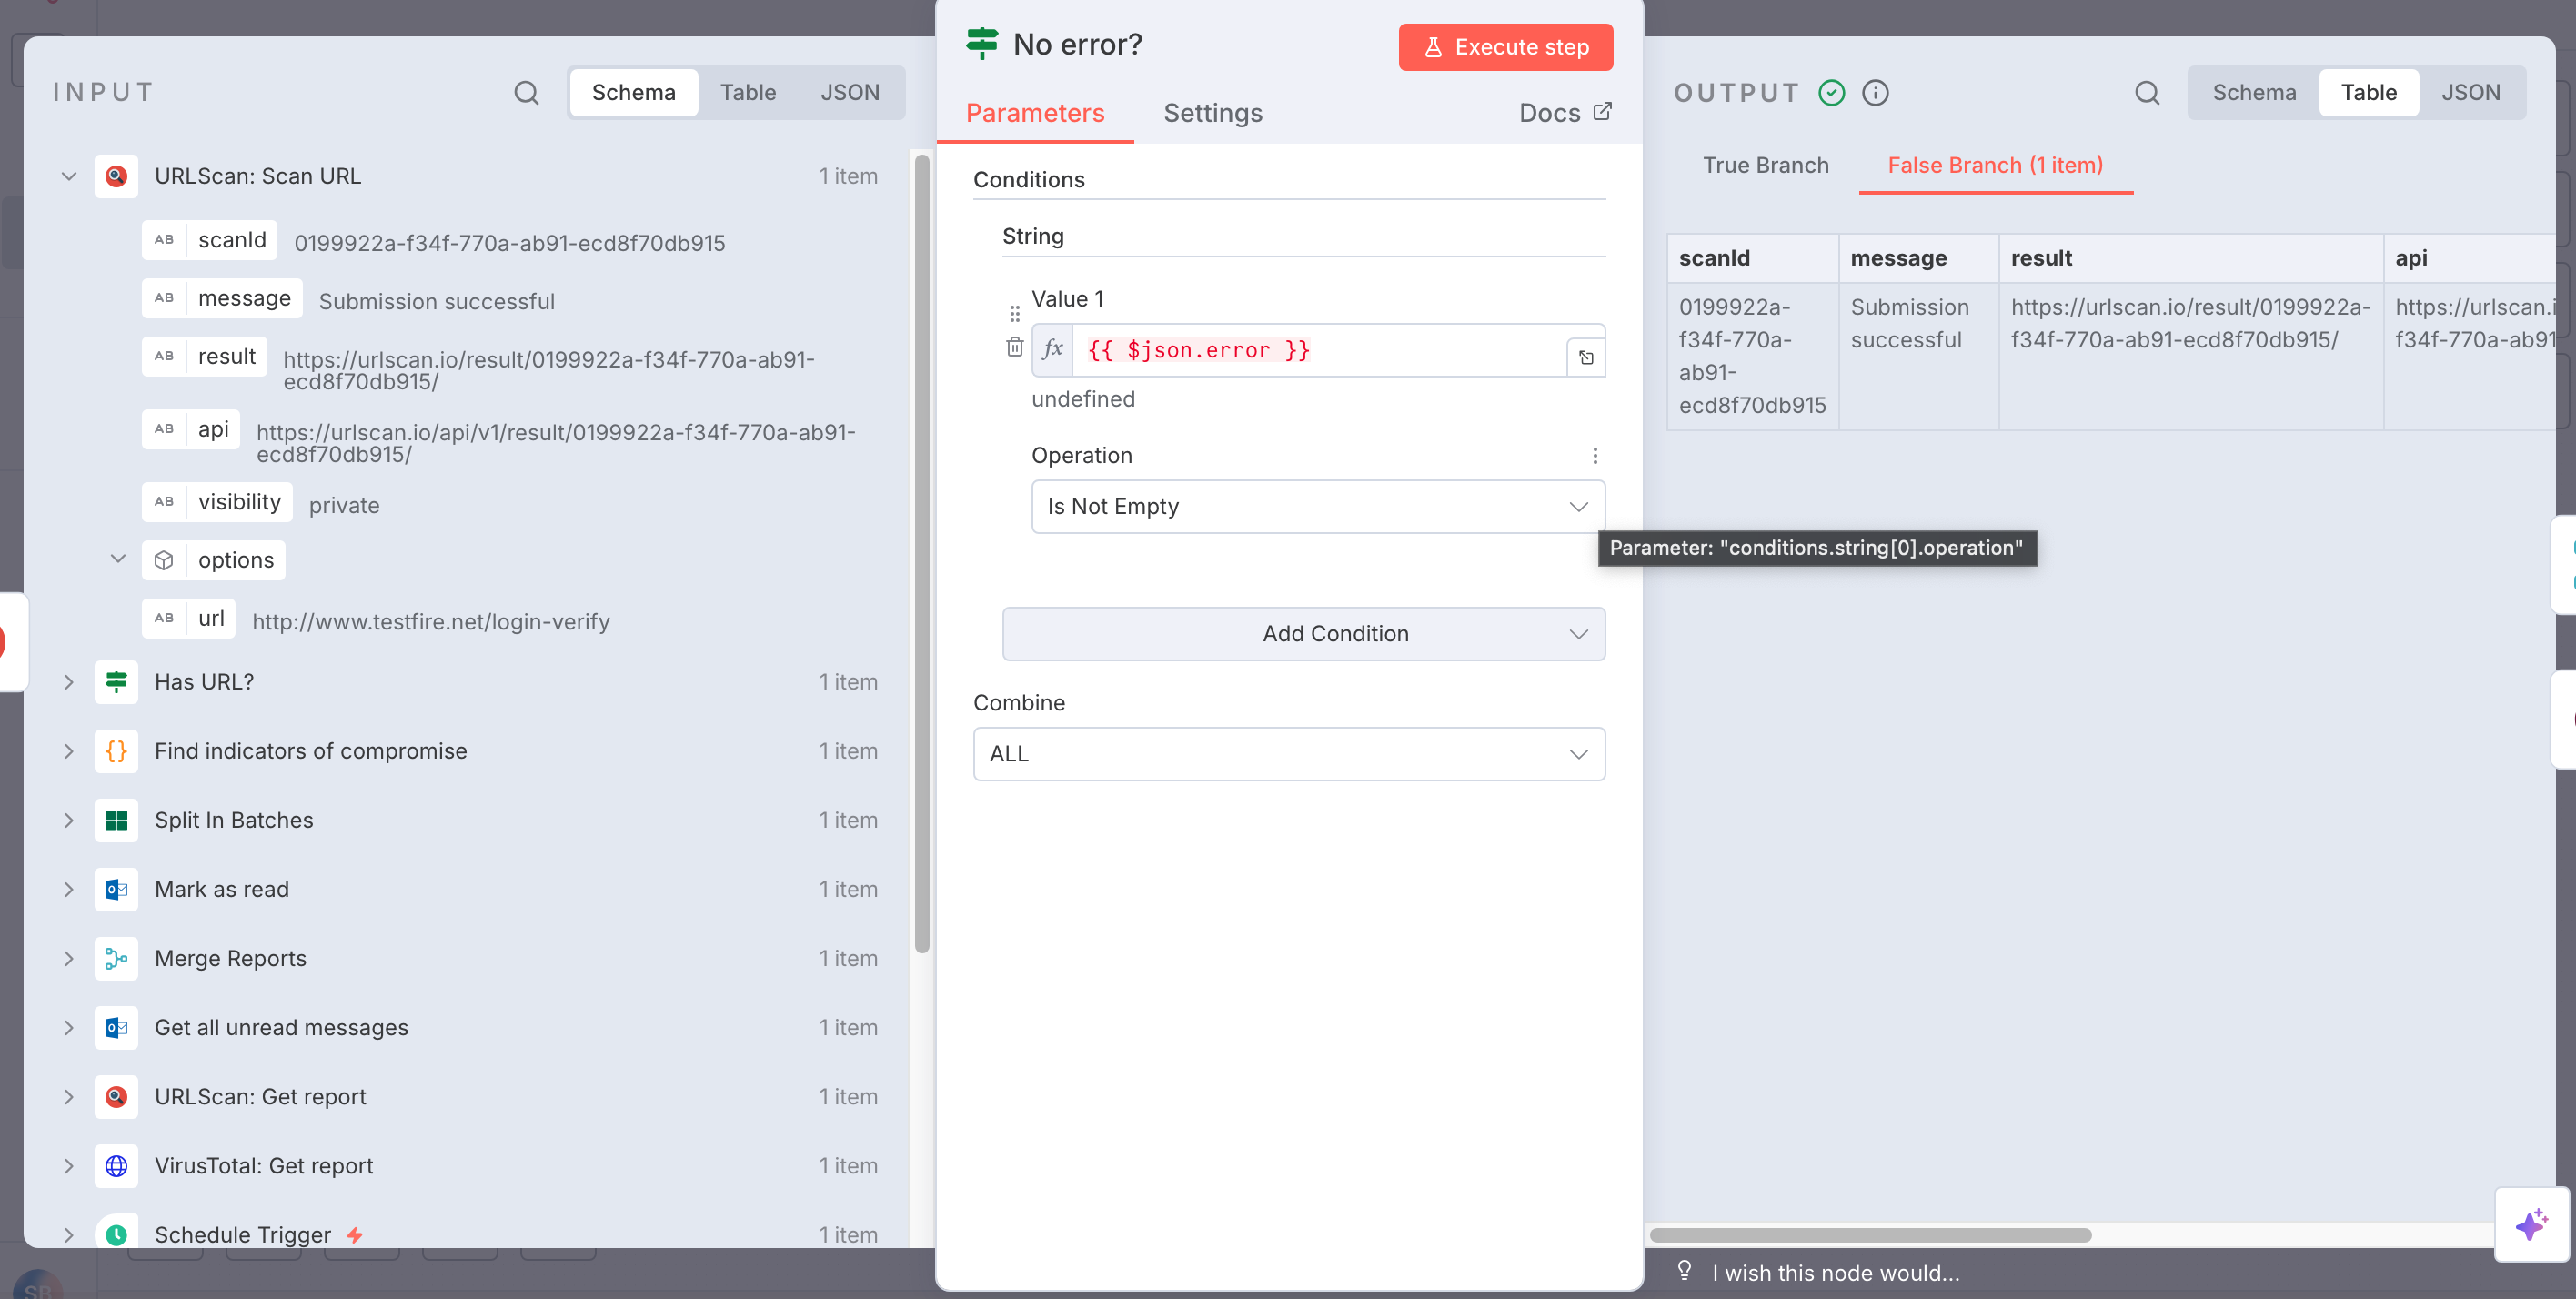 INPUT
Schema
Table
JSON
URLScan: Scan URL
1 item
AB scanId 0199922a-f34f-770a-ab91-ecd8f70db915
AB message Submission successful
AB result https://urlscan.io/result/0199922a-f34f-770a-ab91-
ecd8f70db915/
AB api https://urlscan.io/api/v1/result/0199922a-f34f-770a-ab91-
ecd8f70db915/
AB visibility private
options
AB url http://www.testfire.net/login-verify
Has URL?
1 item
Find indicators of compromise
1 item
Split In Batches
1 item
Mark as read
1 item
Merge Reports
1 item
Get all unread messages
1 item
URLScan: Get report
1 item
VirusTotal: Get report
1 item
Schedule Trigger
1 item
SB
No error?
Execute step
Parameters
Settings
Docs
Conditions
String
Value 1
fx {{ $json.error }}
undefined
Operation
Is Not Empty
Parameter: "conditions.string[0].operation"
Add Condition
Combine
ALL
OUTPUT
Schema
Table
JSON
True Branch
False Branch (1 item)
scanId
message
result
api
0199922a-
f34f-770a-
ab91-
ecd8f70db915
Submission
successful
https://urlscan.io/result/0199922a-
f34f-770a-ab91-ecd8f70db915/
https://urlscan.i
f34f-770a-ab91
I wish this node would...